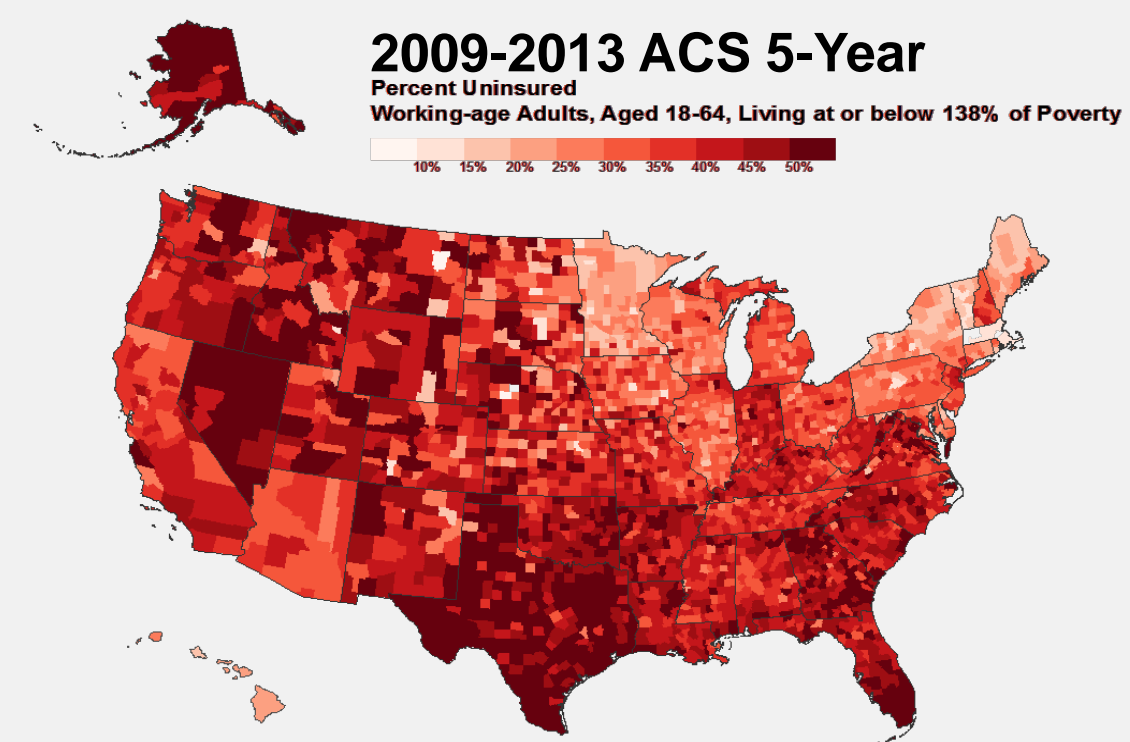 2009-2013 ACS 5-Year
Percent Uninsured
Working-age Adults, Aged 18-64, Living at or below 138% of Poverty
10% 15% 20% 25% 30% 35% 40% 45% 50%